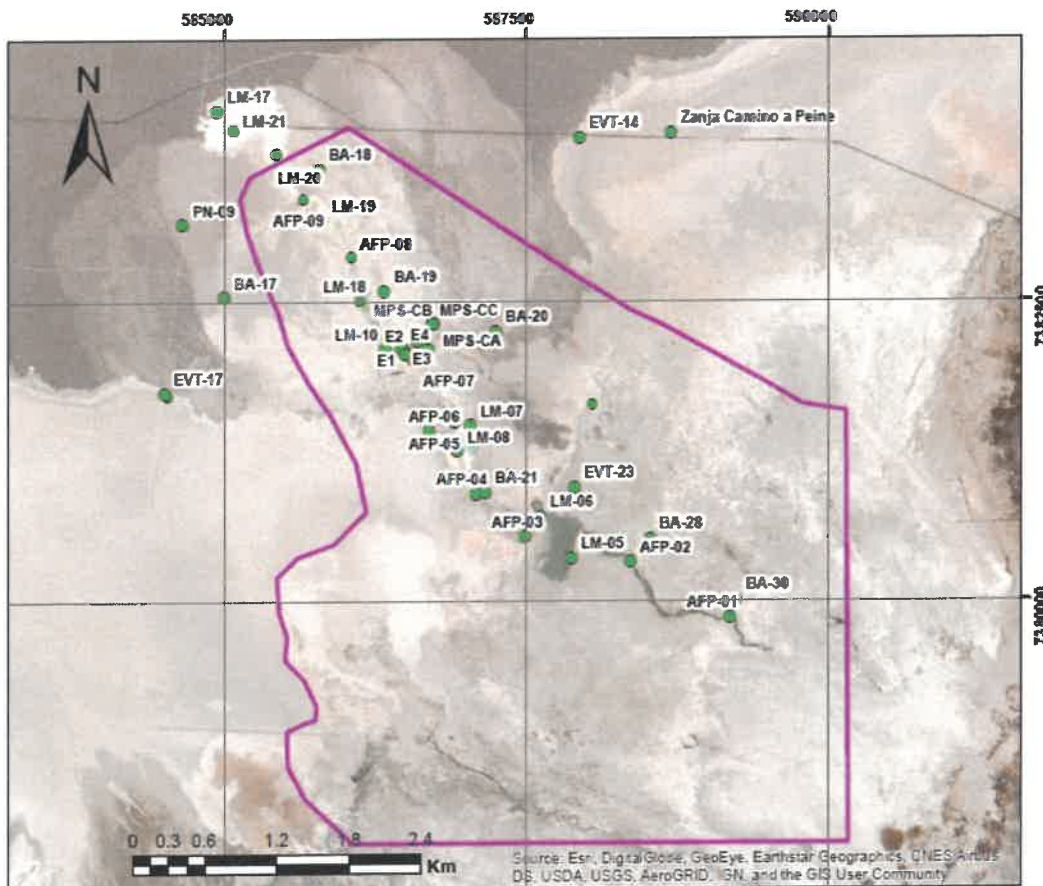 585000 587500 590000
N
LM-17
LM-21
EVT-14
Zanja Camino a Peine
BA-18
LM-20
LM-19
AFP-09
PN-09
AFP-08
BA-19
BA-17
LM-18
MPS-CB
MPS-CC
BA-20
7382500
LM-10
E2
E4
MPS-CA
E1
E3
AFP-07
EVT-17
AFP-06
LM-07
AFP-05
LM-08
AFP-04
BA-21
EVT-23
LM-06
AFP-03
BA-28
LM-05
AFP-02
BA-30
AFP-01
7380000
0 0.3 0.6 1.2 1.8 2.4
Km
Source: Esri, DigitalGlobe, GeoEye, Earthstar Geographics, CNES/Airbus
DS, USDA, USGS, AeroGRID, IGN, and the GIS User Community